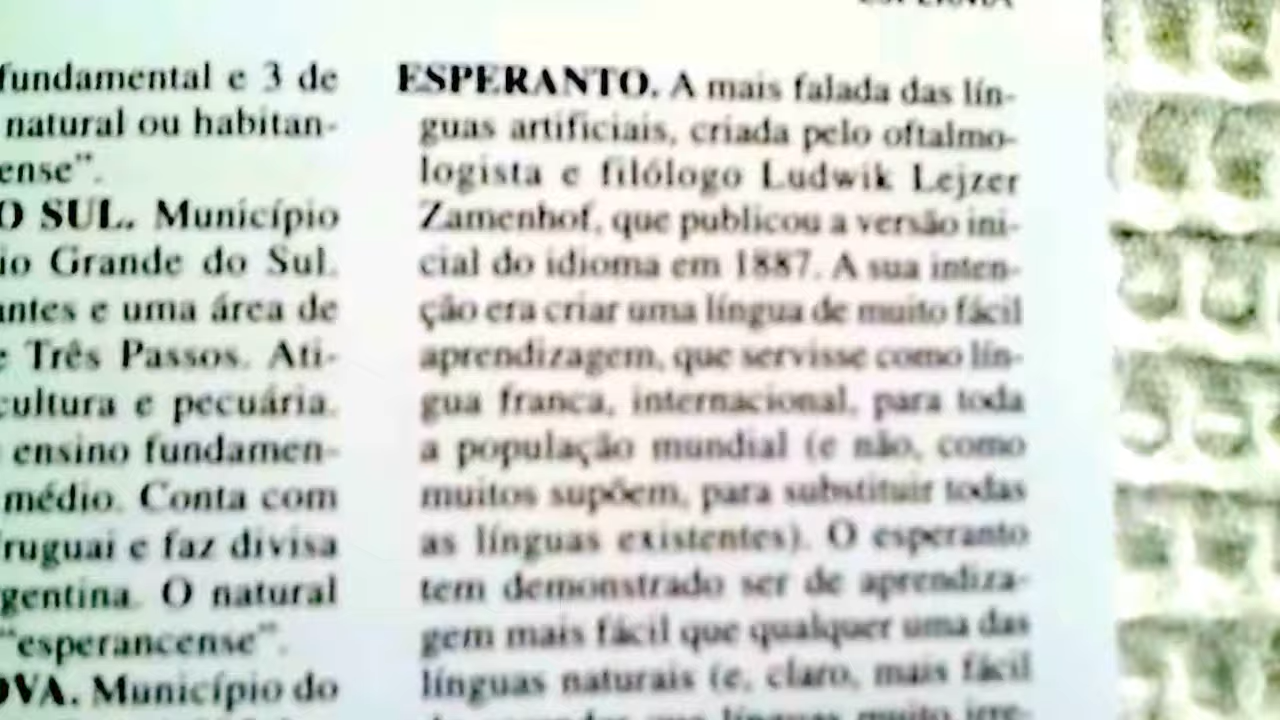 fundamental e 3 de
natural ou habitan-
ense".
O SUL. Município
io Grande do Sul.
antes e uma área de
e Três Passos. Ati-
cultura e pecuária.
ensino fundamen-
médio. Conta com
ruguai e faz divisa
gentina. O natural
"esperancense".
OVA. Município do
ESPERANTO. A mais falada das lín-
guas artificiais, criada pelo oftalmo-
logista e filólogo Ludwik Lejzer
Zamenhof, que publicou a versão ini-
cial do idioma em 1887. A sua inten-
ção era criar uma língua de muito fácil
aprendizagem, que servisse como lín-
gua franca, internacional, para toda
a população mundial (e não, como
muitos supõem, para substituir todas
as línguas existentes). O esperanto
tem demonstrado ser de aprendiza-
gem mais fácil que qualquer uma das
línguas naturais (e, claro, mais fácil